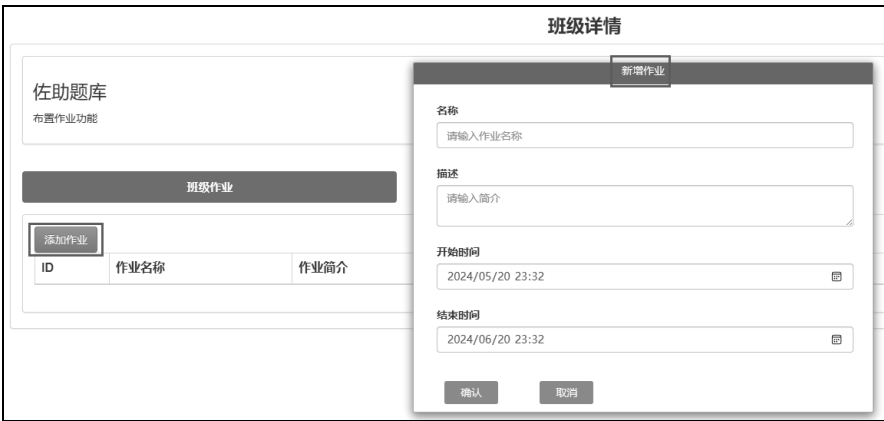 班级详情
佐助题库
布置作业功能
班级作业
添加作业
ID 作业名称 作业简介
新增作业
名称
请输入作业名称
描述
请输入简介
开始时间
2024/05/20 23:32
结束时间
2024/06/20 23:32
确认 取消